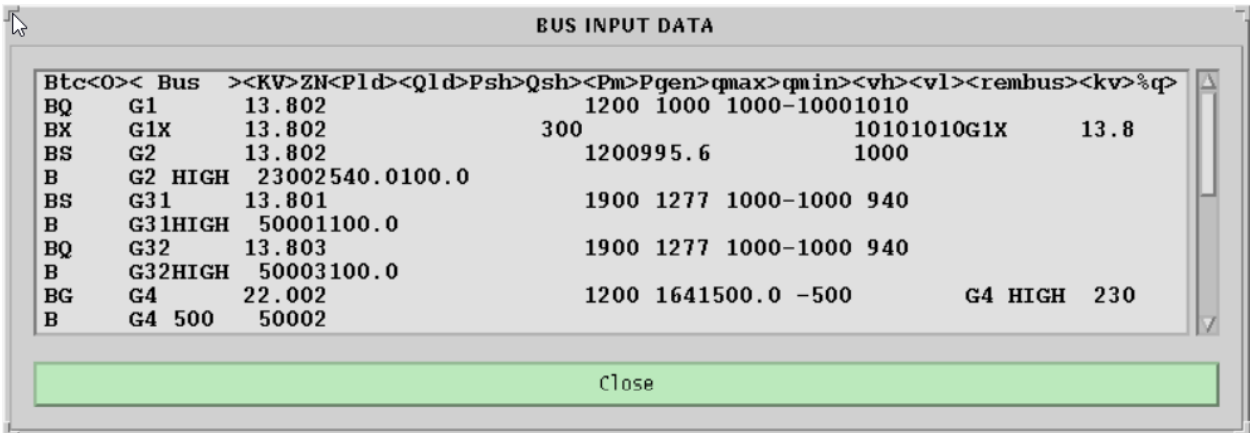 BUS INPUT DATA
Btc<O>< Bus  ><KV>ZN<Pld><Qld>Psh>Qsh><Pm>Pgen>qmax>qmin><vh><vl><rembus><kv>%q>
BQ    G1      13.802                   1200 1000 1000-10001010
BX    G1X     13.802                300                    10101010G1X     13.8
BS    G2      13.802                   1200995.6           1000
B     G2 HIGH  23002540.0100.0
BS    G31     13.801                   1900 1277 1000-1000 940
B     G31HIGH  50001100.0
BQ    G32     13.803                   1900 1277 1000-1000 940
B     G32HIGH  50003100.0
BG    G4      22.002                   1200 1641500.0 -500        G4 HIGH  230
B     G4 500   50002
Close